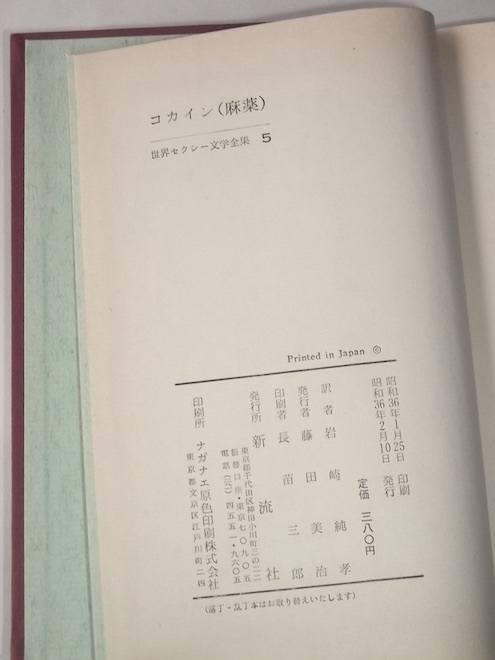 コカイン(麻薬)
世界セクシー文学全集 5
Printed in Japan ©
昭和36年1月25日 印刷
昭和36年2月10日 発行
定価 三八〇円
訳者 岩崎純孝
発行者 藤田美治
印刷者 長苗三郎
発行所 新流社
東京都千代田区神田小川町三の二二
振替口座・東京七〇九〇五
電話(291)四五五一・九六〇五
印刷所 ナガナエ原色印刷株式会社
東京都文京区江戸川町二四
(落丁・乱丁本はお取り替えいたします)